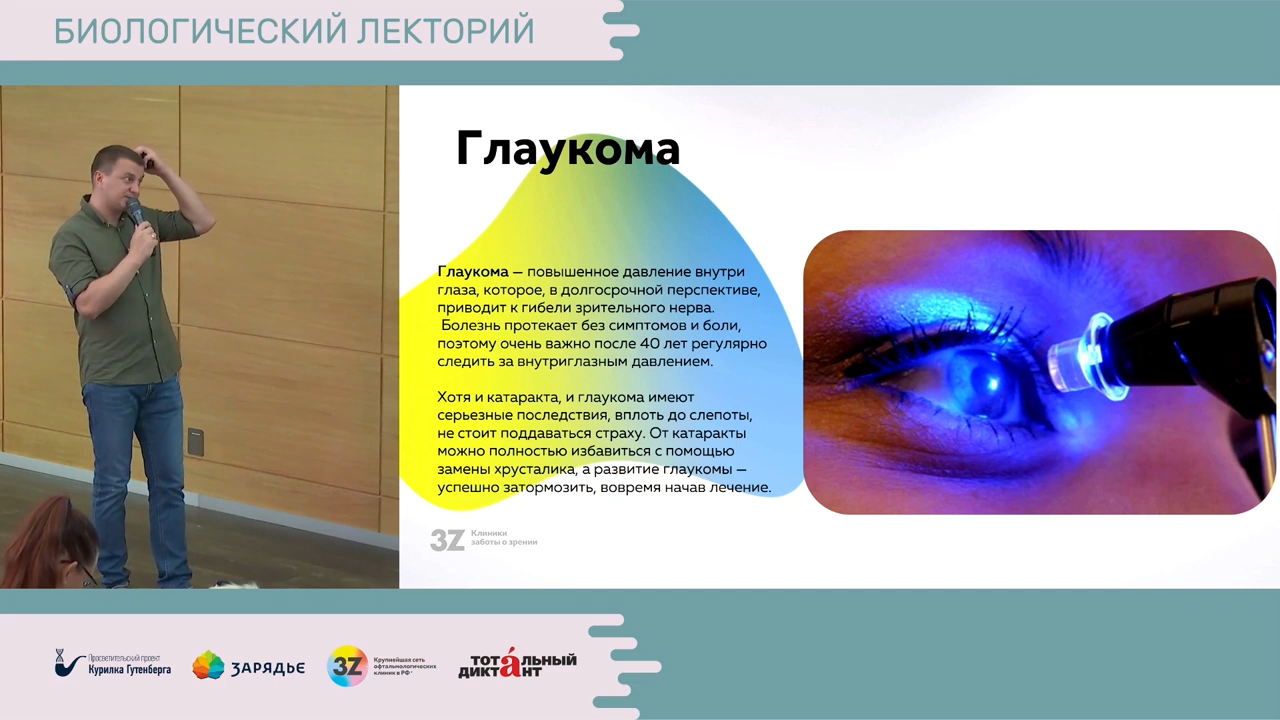 БИОЛОГИЧЕСКИЙ ЛЕКТОРИЙ
Глаукома
Глаукома — повышенное давление внутри
глаза, которое, в долгосрочной перспективе,
приводит к гибели зрительного нерва.
Болезнь протекает без симптомов и боли,
поэтому очень важно после 40 лет регулярно
следить за внутриглазным давлением.
Хотя и катаракта, и глаукома имеют
серьезные последствия, вплоть до слепоты,
не стоит поддаваться страху. От катаракты
можно полностью избавиться с помощью
замены хрусталика, а развитие глаукомы —
успешно затормозить, вовремя начав лечение.
3Z Клиники
заботы о зрении
Просветительский проект
Курилка Гутенберга
ЗАРЯДЬЕ
3Z
Крупнейшая сеть
офтальмологических
клиник в РФ*
тотáльный
диктант